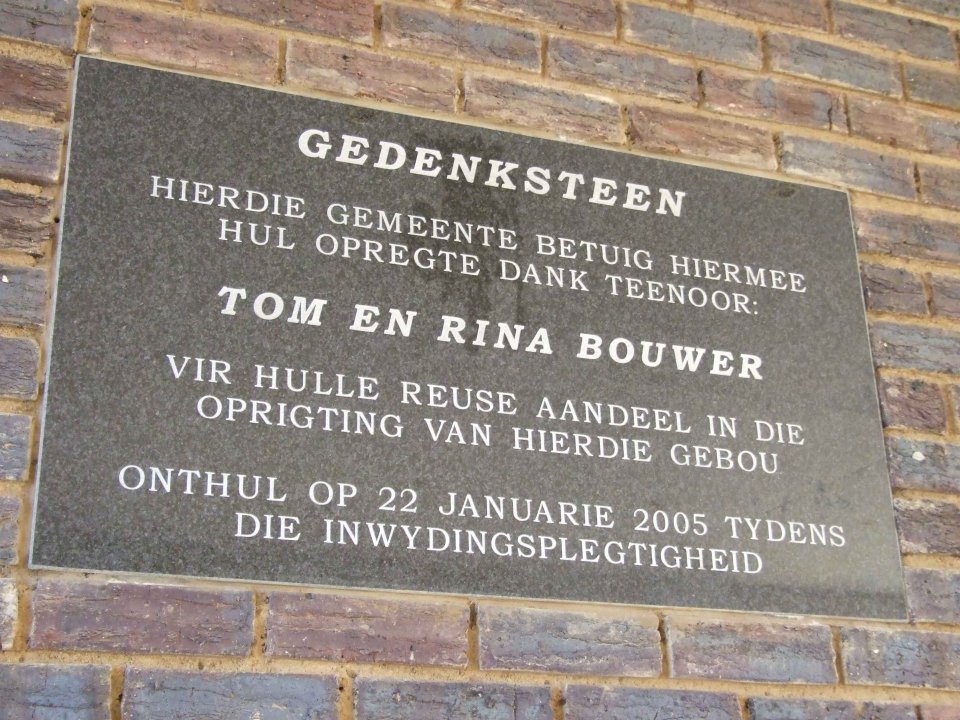 GEDENKSTEEN
HIERDIE GEMEENTE BETUIG HIERMEE
HUL OPREGTE DANK TEENOOR:
TOM EN RINA BOUWER
VIR HULLE REUSE AANDEEL IN DIE
OPRIGTING VAN HIERDIE GEBOU
ONTHUL OP 22 JANUARIE 2005 TYDENS
DIE INWYDINGSPLEGTIGHEID